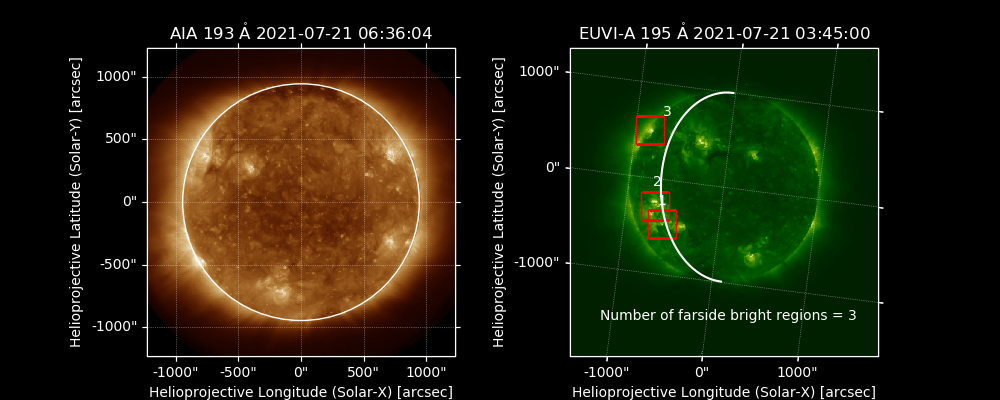 AIA 193 Å 2021-07-21 06:36:04
1000"
500"
0"
-500"
-1000"
Helioprojective Latitude (Solar-Y) [arcsec]
-1000" -500" 0" 500" 1000"
Helioprojective Longitude (Solar-X) [arcsec]
EUVI-A 195 Å 2021-07-21 03:45:00
1000"
0"
-1000"
Helioprojective Latitude (Solar-Y) [arcsec]
3
2
1
Number of farside bright regions = 3
-1000" 0" 1000"
Helioprojective Longitude (Solar-X) [arcsec]